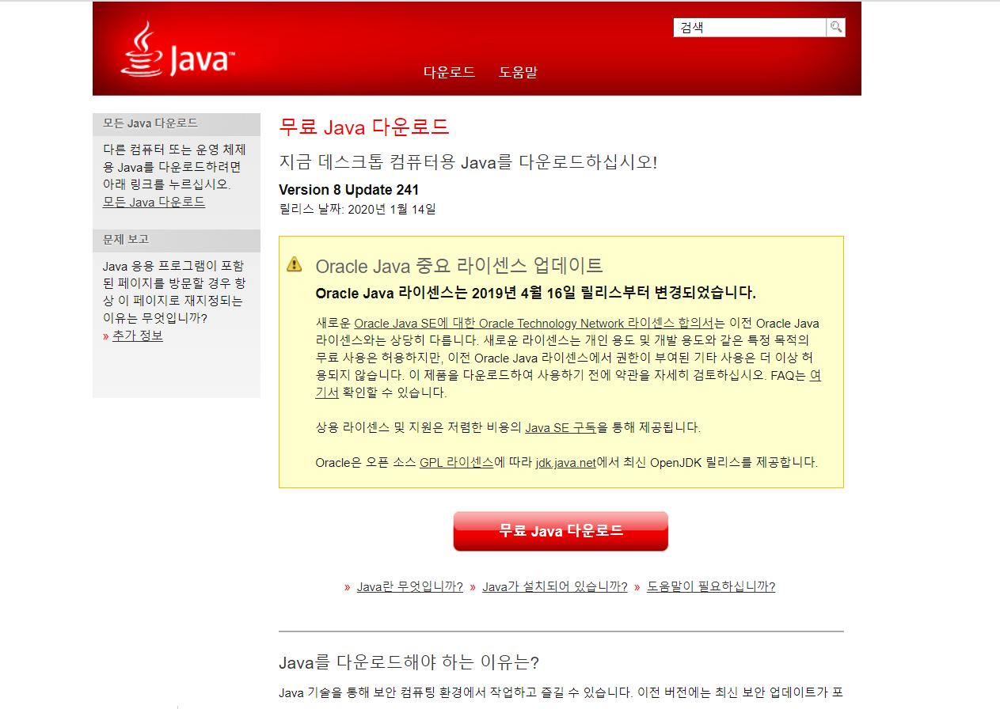 Java™
검색
다운로드 도움말
모든 Java 다운로드
다른 컴퓨터 또는 운영 체제
용 Java를 다운로드하려면
아래 링크를 누르십시오.
모든 Java 다운로드
문제 보고
Java 응용 프로그램이 포함
된 페이지를 방문할 경우 항
상 이 페이지로 재지정되는
이유는 무엇입니까?
» 추가 정보
무료 Java 다운로드
지금 데스크톱 컴퓨터용 Java를 다운로드하십시오!
Version 8 Update 241
릴리스 날짜: 2020년 1월 14일
Oracle Java 중요 라이센스 업데이트
Oracle Java 라이센스는 2019년 4월 16일 릴리스부터 변경되었습니다.
새로운 Oracle Java SE에 대한 Oracle Technology Network 라이센스 합의서는 이전 Oracle Java
라이센스와는 상당히 다릅니다. 새로운 라이센스는 개인 용도 및 개발 용도와 같은 특정 목적의
무료 사용은 허용하지만, 이전 Oracle Java 라이센스에서 권한이 부여된 기타 사용은 더 이상 허
용되지 않습니다. 이 제품을 다운로드하여 사용하기 전에 약관을 자세히 검토하십시오. FAQ는 여
기서 확인할 수 있습니다.
상용 라이센스 및 지원은 저렴한 비용의 Java SE 구독을 통해 제공됩니다.
Oracle은 오픈 소스 GPL 라이센스에 따라 jdk.java.net에서 최신 OpenJDK 릴리스를 제공합니다.
무료 Java 다운로드
» Java란 무엇입니까? » Java가 설치되어 있습니까? » 도움말이 필요하십니까?
Java를 다운로드해야 하는 이유는?
Java 기술을 통해 보안 컴퓨팅 환경에서 작업하고 즐길 수 있습니다. 이전 버전에는 최신 보안 업데이트가 포